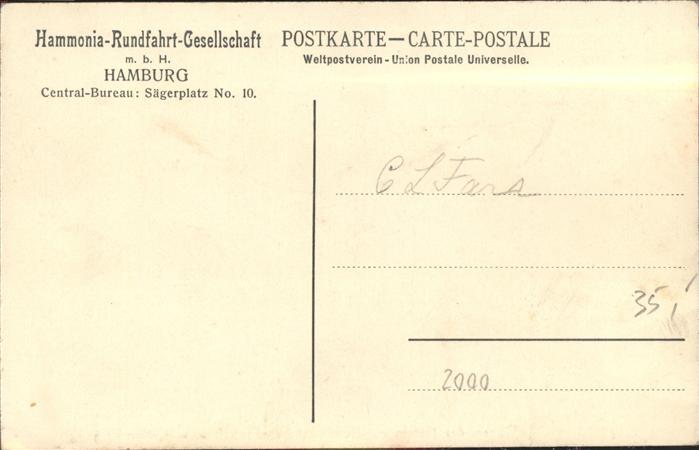 Hammonia-Rundfahrt-Gesellschaft
m. b. H.
HAMBURG
Central-Bureau: Sägerplatz No. 10.
POSTKARTE—CARTE-POSTALE
Weltpostverein - Union Postale Universelle.
C L Fars
35,
2000